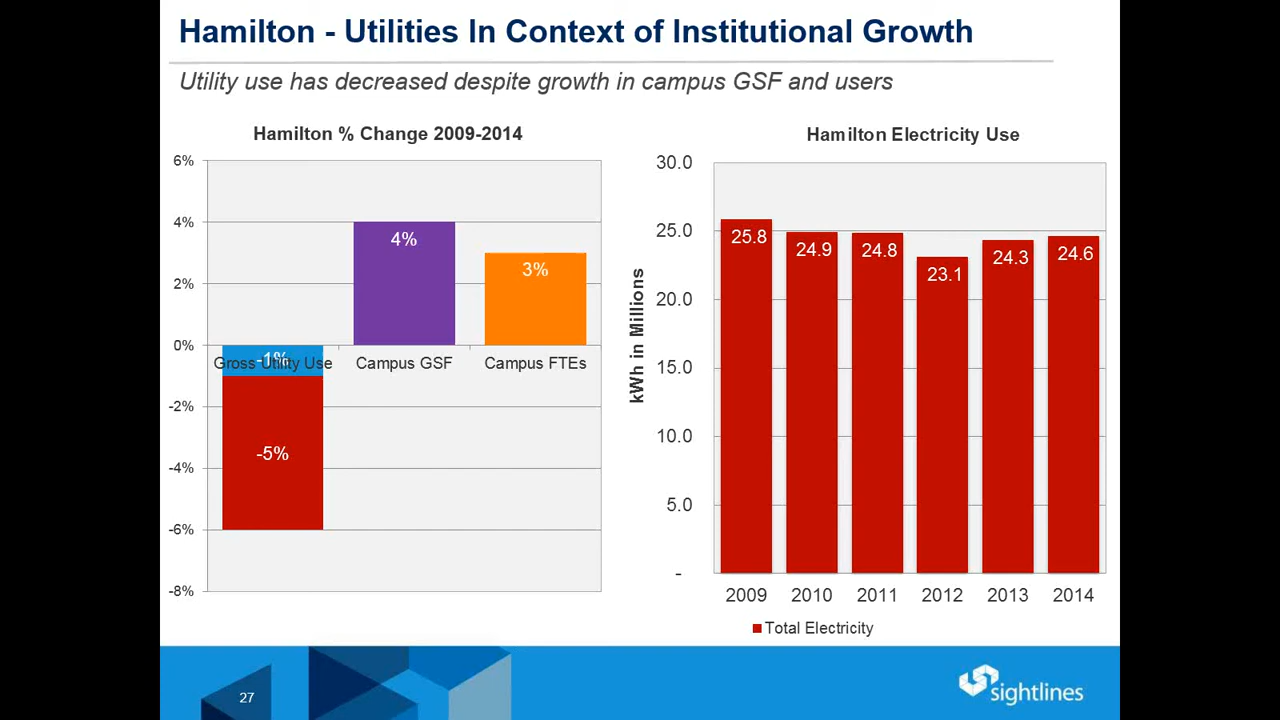 Hamilton - Utilities In Context of Institutional Growth
Utility use has decreased despite growth in campus GSF and users
Hamilton % Change 2009-2014
6%
4%
2%
0%
-2%
-4%
-6%
-8%
4%
3%
-1%
Gross Utility Use
Campus GSF
Campus FTEs
-5%
Hamilton Electricity Use
kWh in Millions
30.0
25.0
20.0
15.0
10.0
5.0
-
25.8
24.9
24.8
23.1
24.3
24.6
2009 2010 2011 2012 2013 2014
Total Electricity
27
sightlines